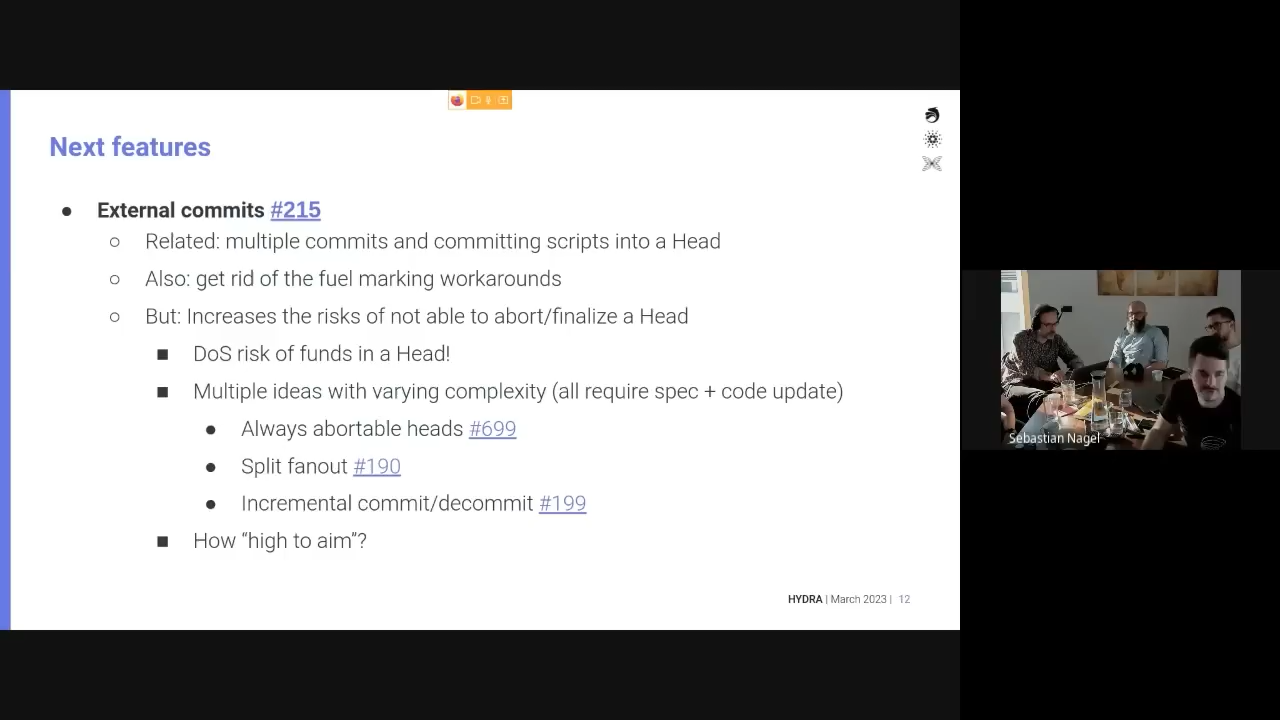 Next features
● External commits #215
○ Related: multiple commits and committing scripts into a Head
○ Also: get rid of the fuel marking workarounds
○ But: Increases the risks of not able to abort/finalize a Head
■ DoS risk of funds in a Head!
■ Multiple ideas with varying complexity (all require spec + code update)
● Always abortable heads #699
● Split fanout #190
● Incremental commit/decommit #199
■ How “high to aim”?
HYDRA | March 2023 | 12
Sebastian Nagel